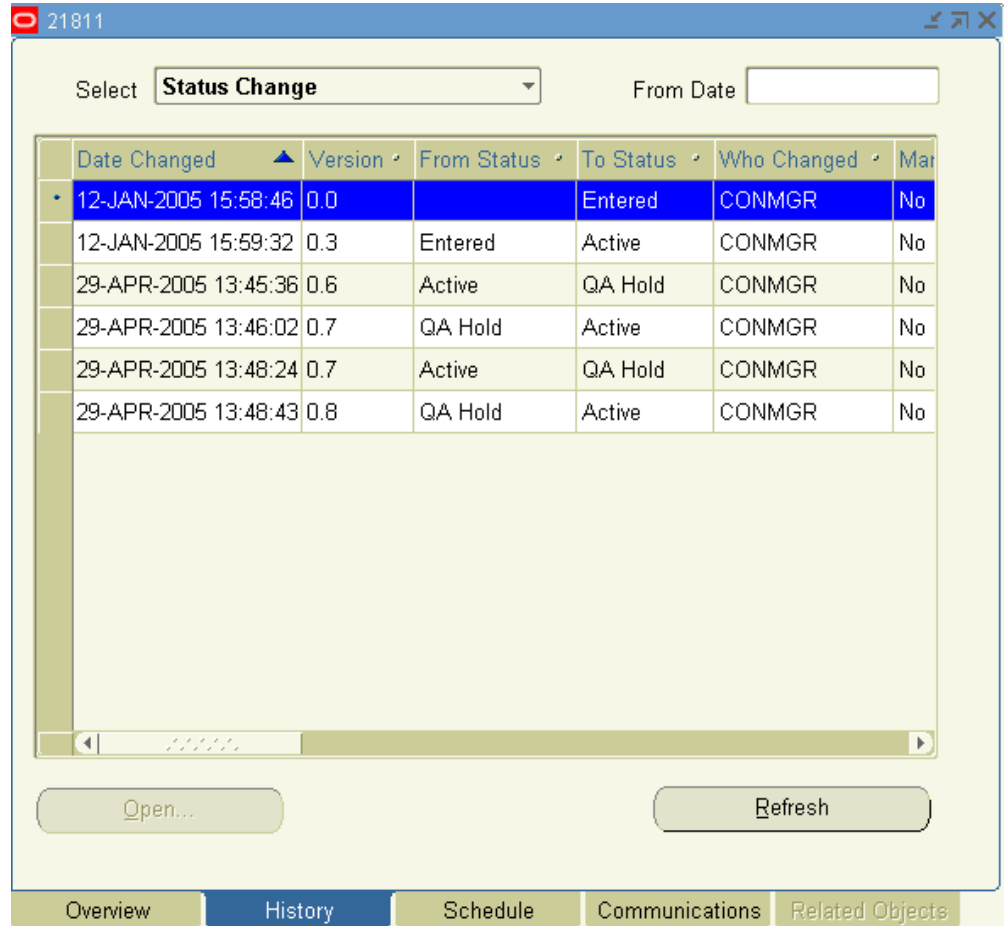 21811
Select Status Change From Date
Date Changed Version From Status To Status Who Changed Mar
12-JAN-2005 15:58:46 0.0 Entered CONMGR No
12-JAN-2005 15:59:32 0.3 Entered Active CONMGR No
29-APR-2005 13:45:36 0.6 Active QA Hold CONMGR No
29-APR-2005 13:46:02 0.7 QA Hold Active CONMGR No
29-APR-2005 13:48:24 0.7 Active QA Hold CONMGR No
29-APR-2005 13:48:43 0.8 QA Hold Active CONMGR No
Open... Refresh
Overview History Schedule Communications Related Objects